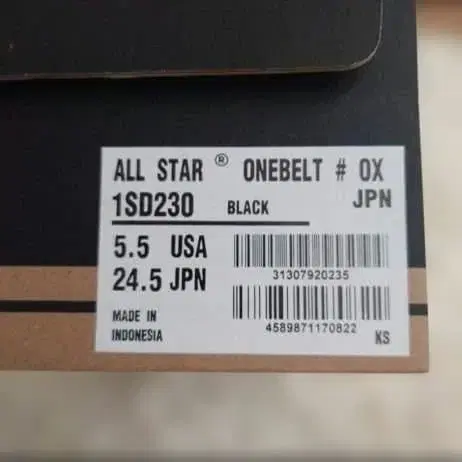 ALL STAR ® ONEBELT # OX
1SD230 BLACK JPN
5.5 USA
24.5 JPN
31307920235
MADE IN
INDONESIA
4589871170822 KS